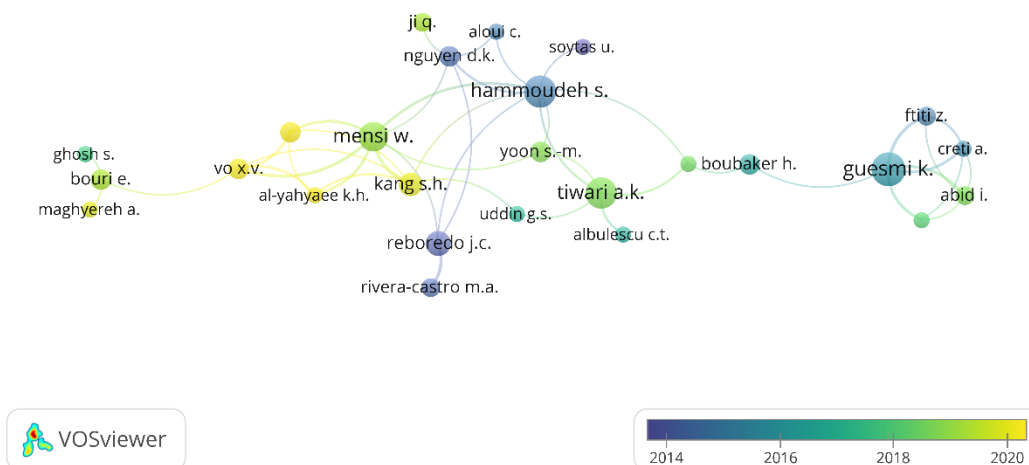 ji q.
aloui c.
nguyen d.k.
soytas u.
hammoudeh s.
ftiti z.
mensi w.
creti a.
ghosh s.
yoon s.-m.
vo x.v.
boubaker h.
guesmi k.
bouri e.
kang s.h.
al-yahyaee k.h.
tiwari a.k.
abid i.
maghyereh a.
uddin g.s.
albulescu c.t.
reboredo j.c.
rivera-castro m.a.
VOSviewer
2014 2016 2018 2020